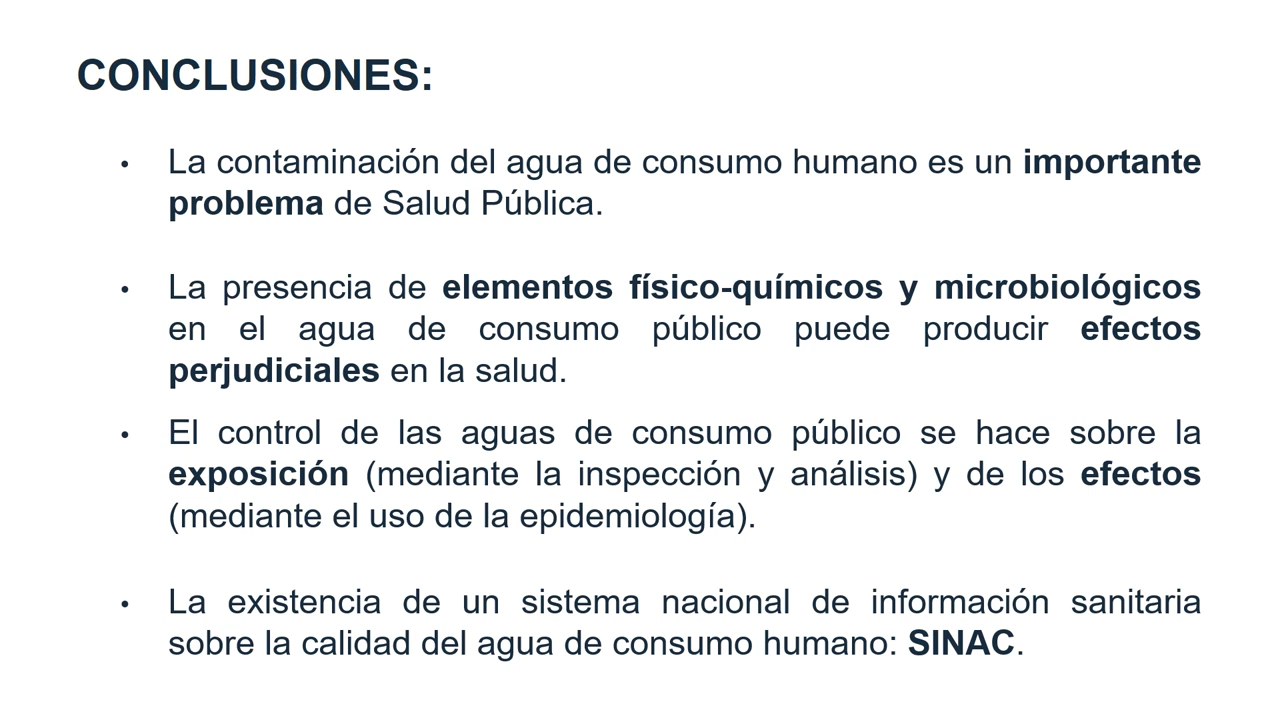 CONCLUSIONES:
• La contaminación del agua de consumo humano es un importante
problema de Salud Pública.
• La presencia de elementos físico-químicos y microbiológicos
en el agua de consumo público puede producir efectos
perjudiciales en la salud.
• El control de las aguas de consumo público se hace sobre la
exposición (mediante la inspección y análisis) y de los efectos
(mediante el uso de la epidemiología).
• La existencia de un sistema nacional de información sanitaria
sobre la calidad del agua de consumo humano: SINAC.